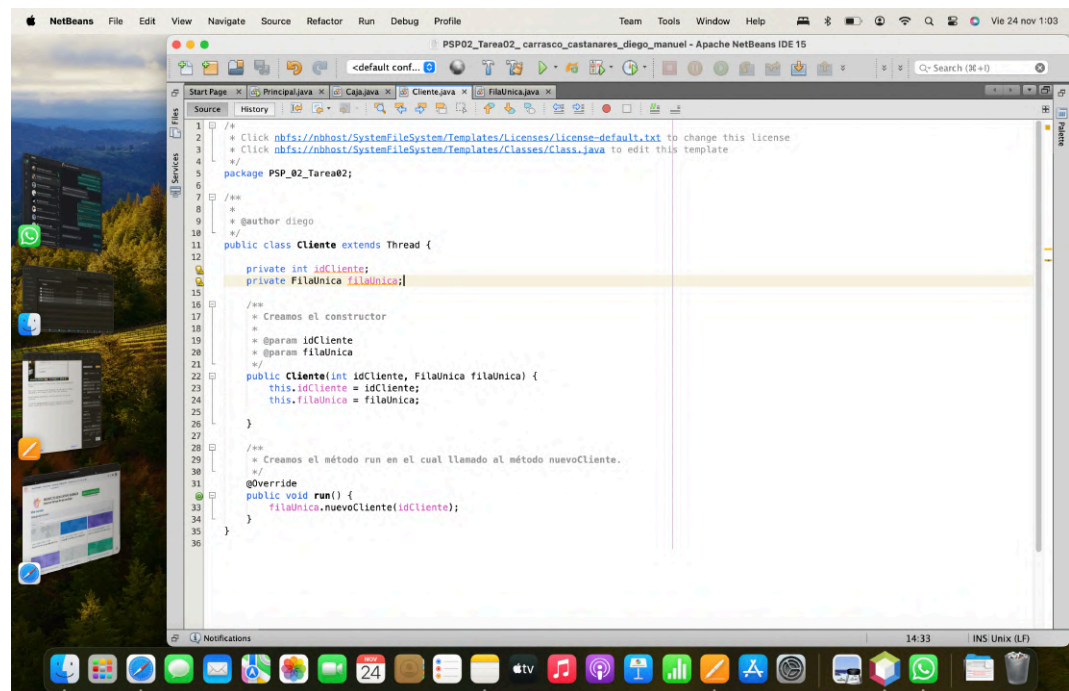 NetBeans File Edit View Navigate Source Refactor Run Debug Profile Team Tools Window Help Vie 24 nov 1:03
PSP02_Tarea02_ carrasco_castanares_diego_manuel - Apache NetBeans IDE 15
<default conf... Search (⌘+I)
Start Page Principal.java Caja.java Cliente.java FilaUnica.java
Source History
Files
Services
Palette
1 /*
2 * Click nbfs://nbhost/SystemFileSystem/Templates/Licenses/license-default.txt to change this license
3 * Click nbfs://nbhost/SystemFileSystem/Templates/Classes/Class.java to edit this template
4 */
5 package PSP_02_Tarea02;
6
7 /**
8 *
9 * @author diego
10 */
11 public class Cliente extends Thread {
12
private int idCliente;
private FilaUnica filaUnica;
15
16 /**
17 * Creamos el constructor
18 *
19 * @param idCliente
20 * @param filaUnica
21 */
22 public Cliente(int idCliente, FilaUnica filaUnica) {
23 this.idCliente = idCliente;
24 this.filaUnica = filaUnica;
25
26 }
27
28 /**
29 * Creamos el método run en el cual llamado al método nuevoCliente.
30 */
31 @Override
public void run() {
33 filaUnica.nuevoCliente(idCliente);
34 }
35 }
36
Notifications 14:33 INS Unix (LF)
NOV
24
tv